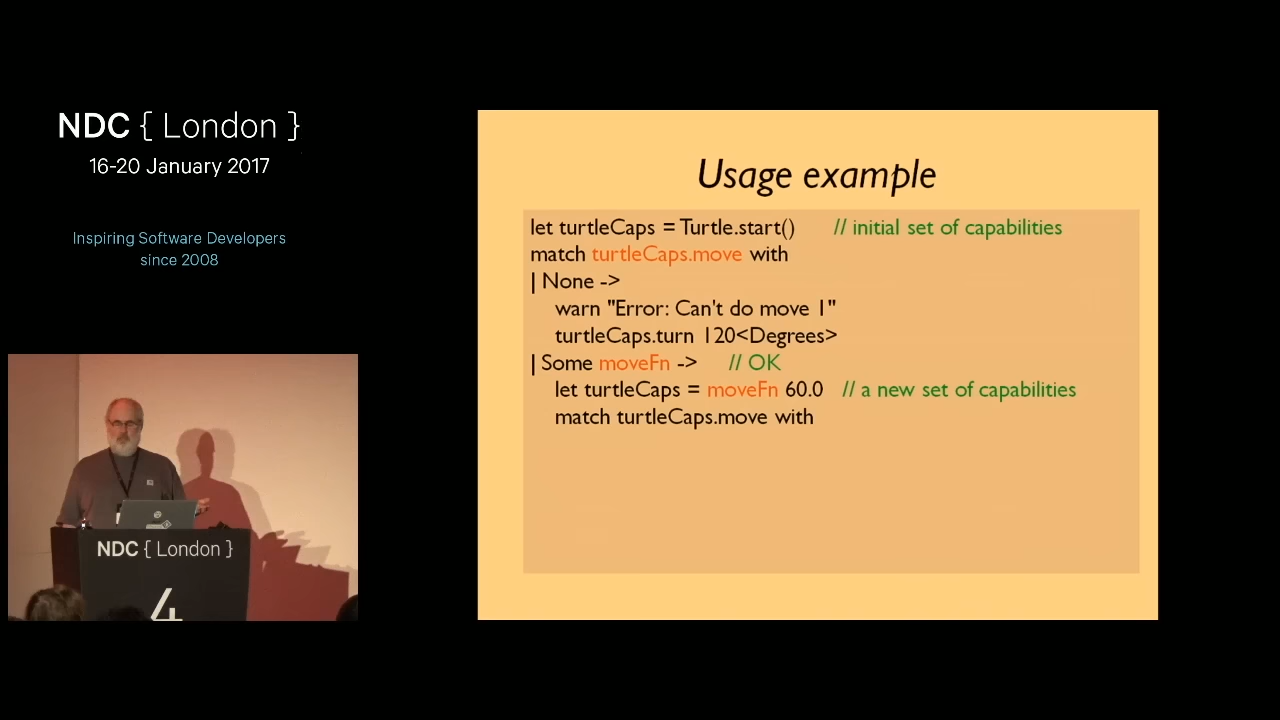 NDC { London }
16-20 January 2017
Inspiring Software Developers
since 2008
Usage example
let turtleCaps = Turtle.start() // initial set of capabilities
match turtleCaps.move with
| None ->
warn "Error: Can't do move 1"
turtleCaps.turn 120<Degrees>
| Some moveFn -> // OK
let turtleCaps = moveFn 60.0 // a new set of capabilities
match turtleCaps.move with
NDC { London }
4